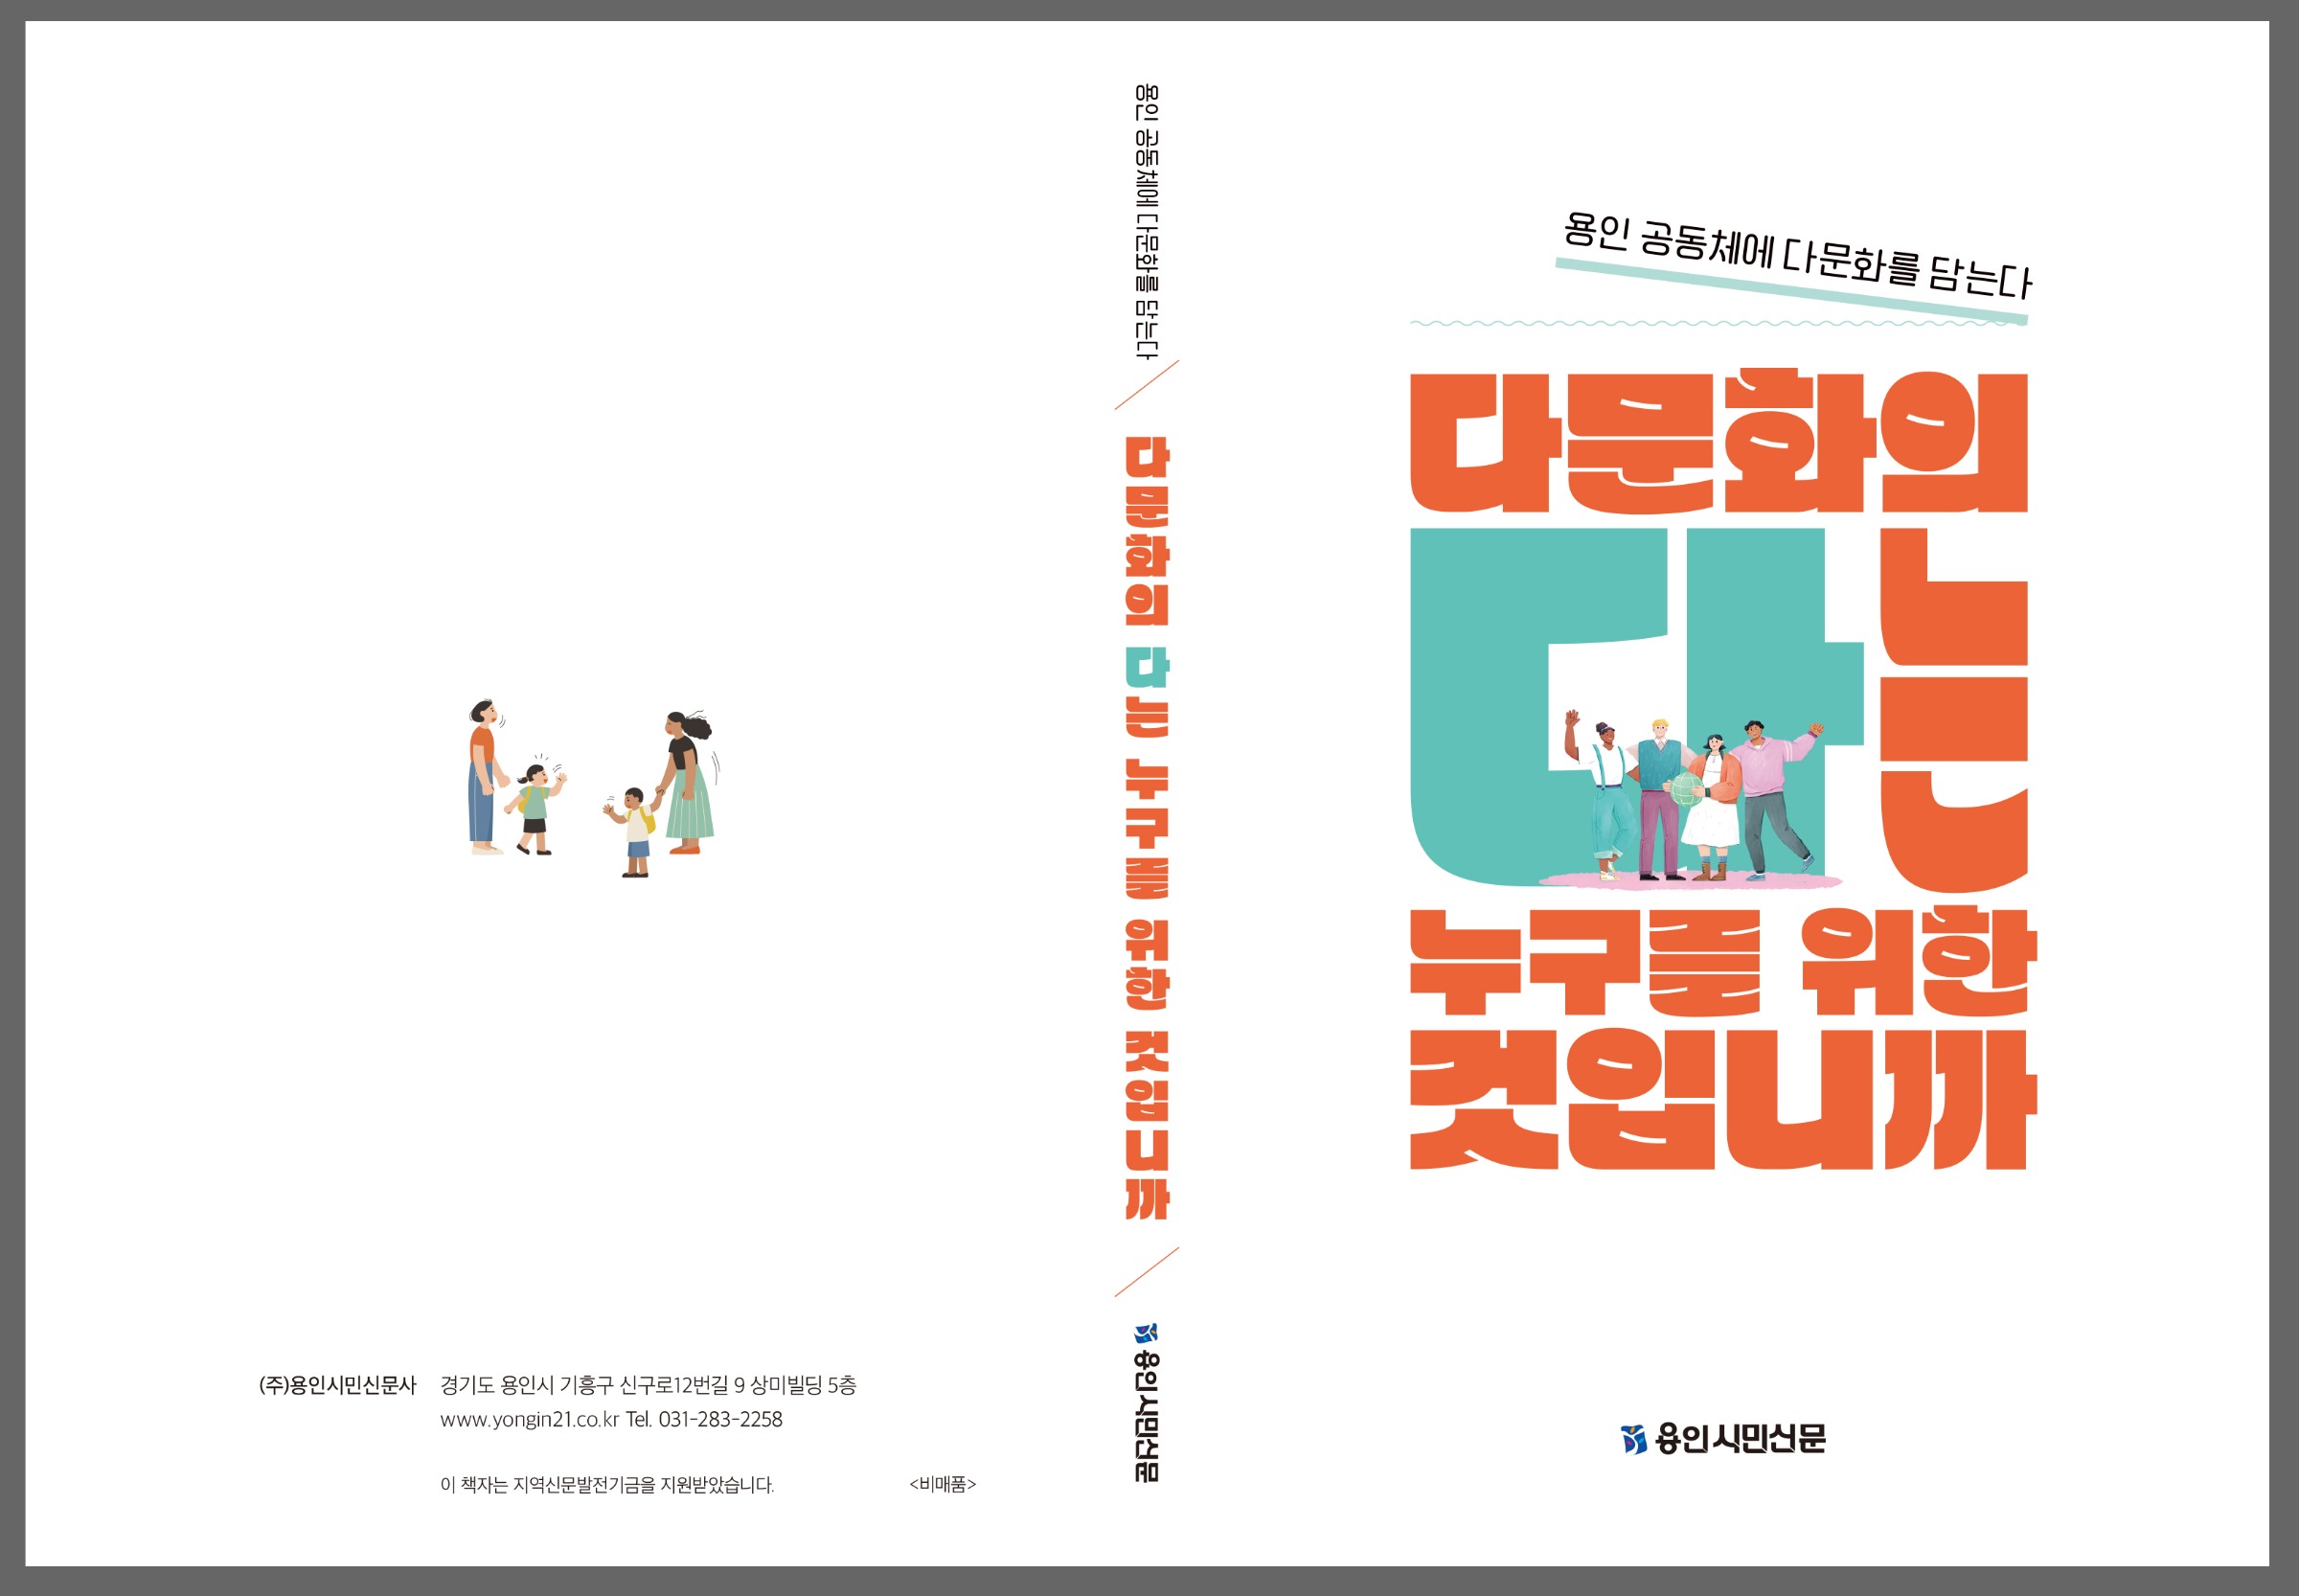 용인 공동체에 다문화를 담는다
다문화의
다는
누구를 위한
것입니까
용인시민신문
용인 공동체에 다문화를 담는다
다문화의 다는 누구를 위한 것입니까
용인시민신문
(주)용인시민신문사 경기도 용인시 기흥구 신구로12번길 9 상미빌딩 5층
www.yongin21.co.kr Tel. 031-283-2258
이 책자는 지역신문발전기금을 지원받았습니다. <비매품>